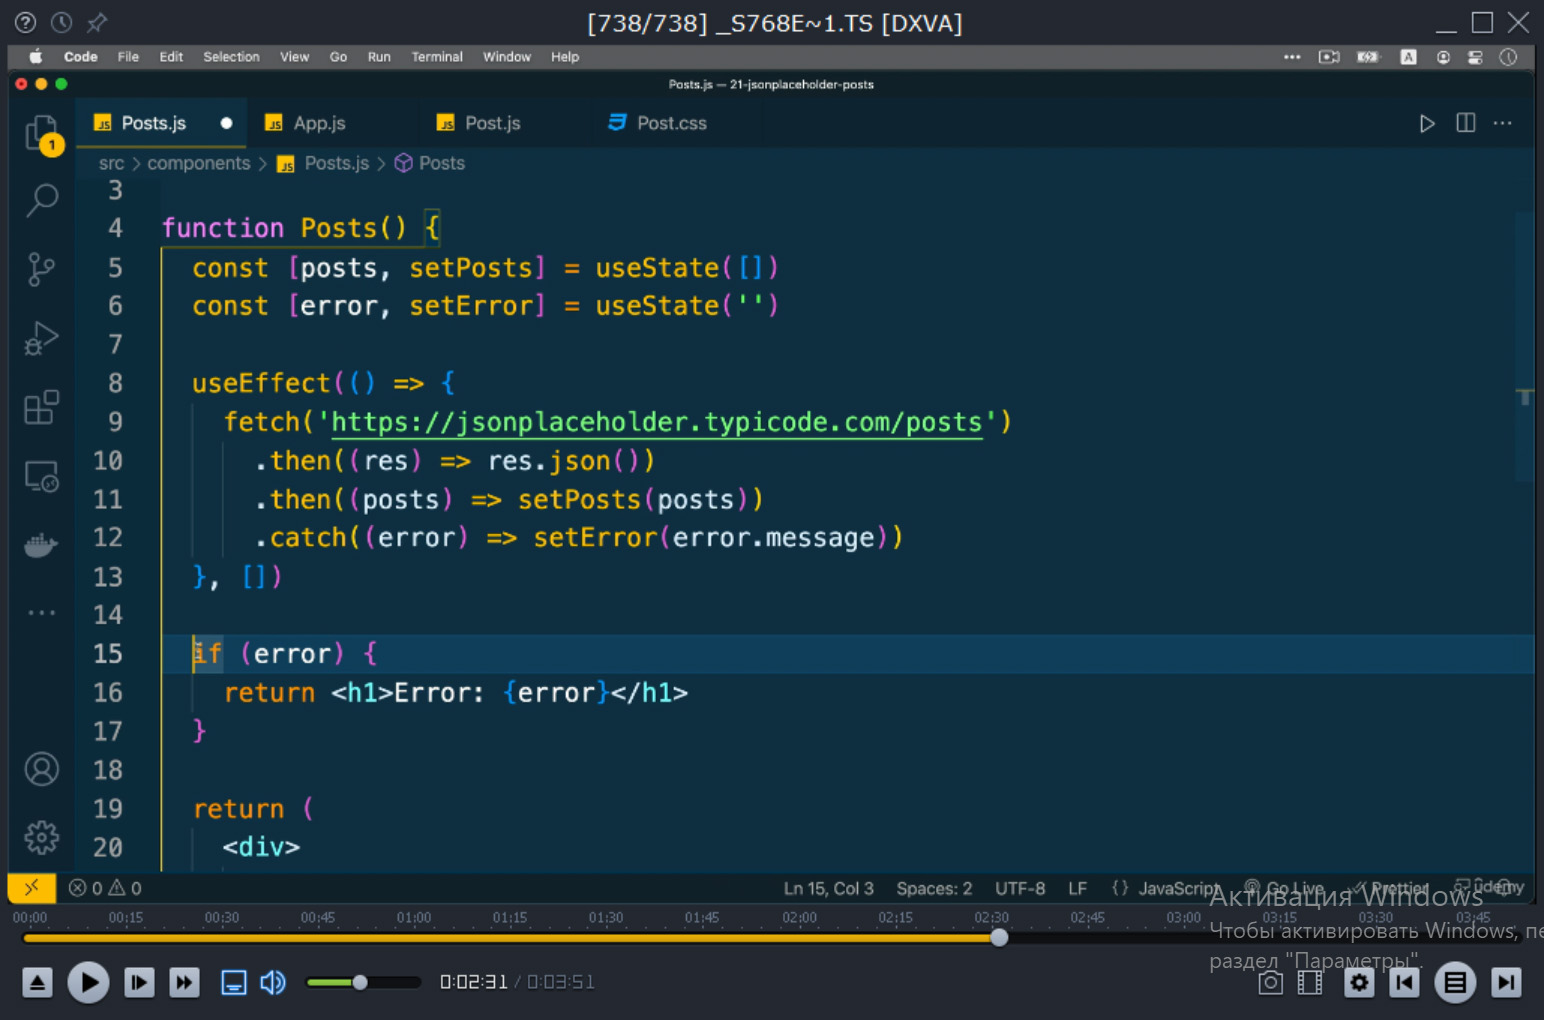 [738/738] _S768E~1.TS [DXVA]
Code File Edit Selection View Go Run Terminal Window Help
Posts.js — 21-jsonplaceholder-posts
JS Posts.js JS App.js JS Post.js Post.css
1
src > components > JS Posts.js > Posts
3
4 function Posts() {
5 const [posts, setPosts] = useState([])
6 const [error, setError] = useState('')
7
8 useEffect(() => {
9 fetch('https://jsonplaceholder.typicode.com/posts')
10 .then((res) => res.json())
11 .then((posts) => setPosts(posts))
12 .catch((error) => setError(error.message))
13 }, [])
14
15 if (error) {
16 return <h1>Error: {error}</h1>
17 }
18
19 return (
20 <div>
0 0 Ln 15, Col 3 Spaces: 2 UTF-8 LF {} JavaScript Go Live Prettier ûdemy
Активация Windows
00:00 00:15 00:30 00:45 01:00 01:15 01:30 01:45 02:00 02:15 02:30 02:45 03:00 03:15 03:30 03:45
Чтобы активировать Windows, пе
раздел "Параметры".
0:02:31 / 0:03:51